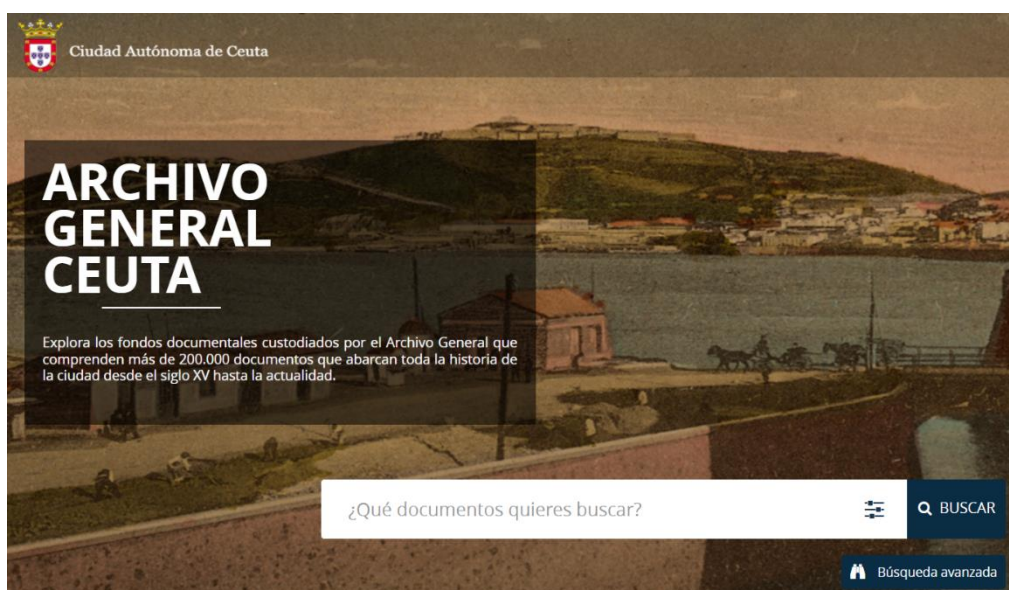 Ciudad Autónoma de Ceuta
ARCHIVO
GENERAL
CEUTA
Explora los fondos documentales custodiados por el Archivo General que
comprenden más de 200.000 documentos que abarcan toda la historia de
la ciudad desde el siglo XV hasta la actualidad.
¿Qué documentos quieres buscar?
BUSCAR
Búsqueda avanzada